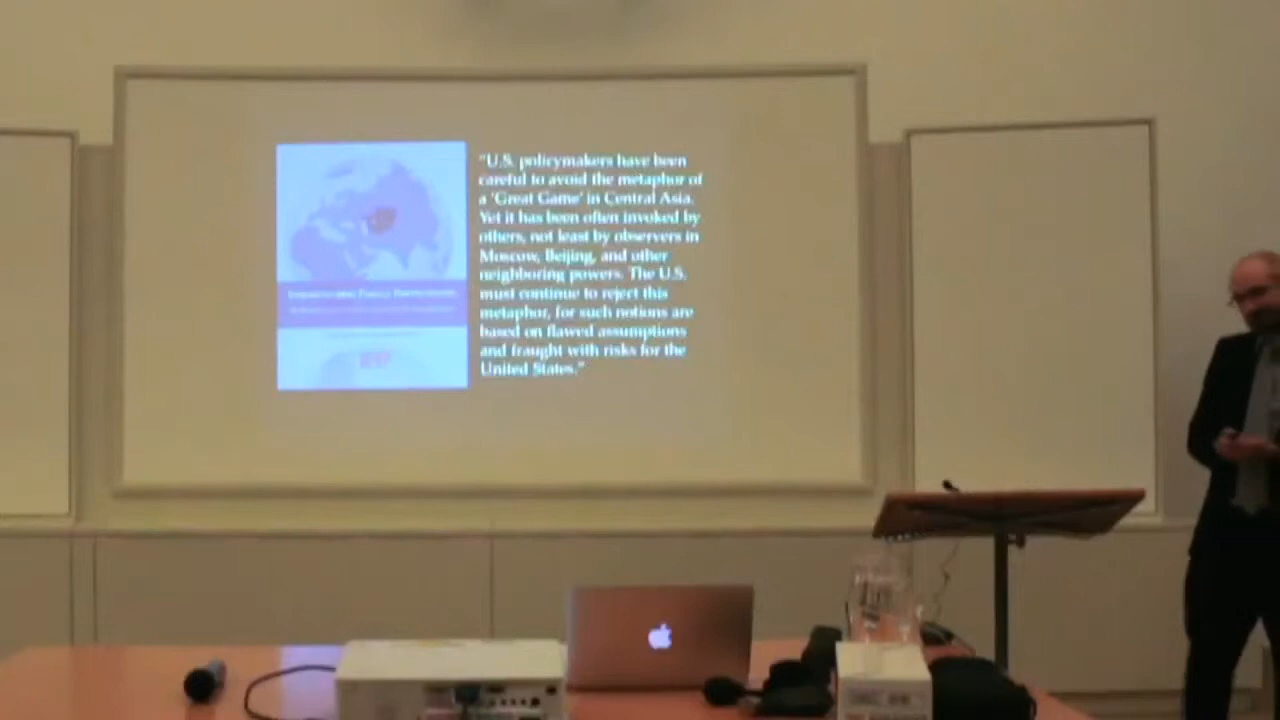 "U.S. policymakers have been
careful to avoid the metaphor of
a 'Great Game' in Central Asia.
Yet it has been often invoked by
others, not least by observers in
Moscow, Beijing, and other
neighboring powers. The U.S.
must continue to reject this
metaphor, for such notions are
based on flawed assumptions
and fraught with risks for the
United States."